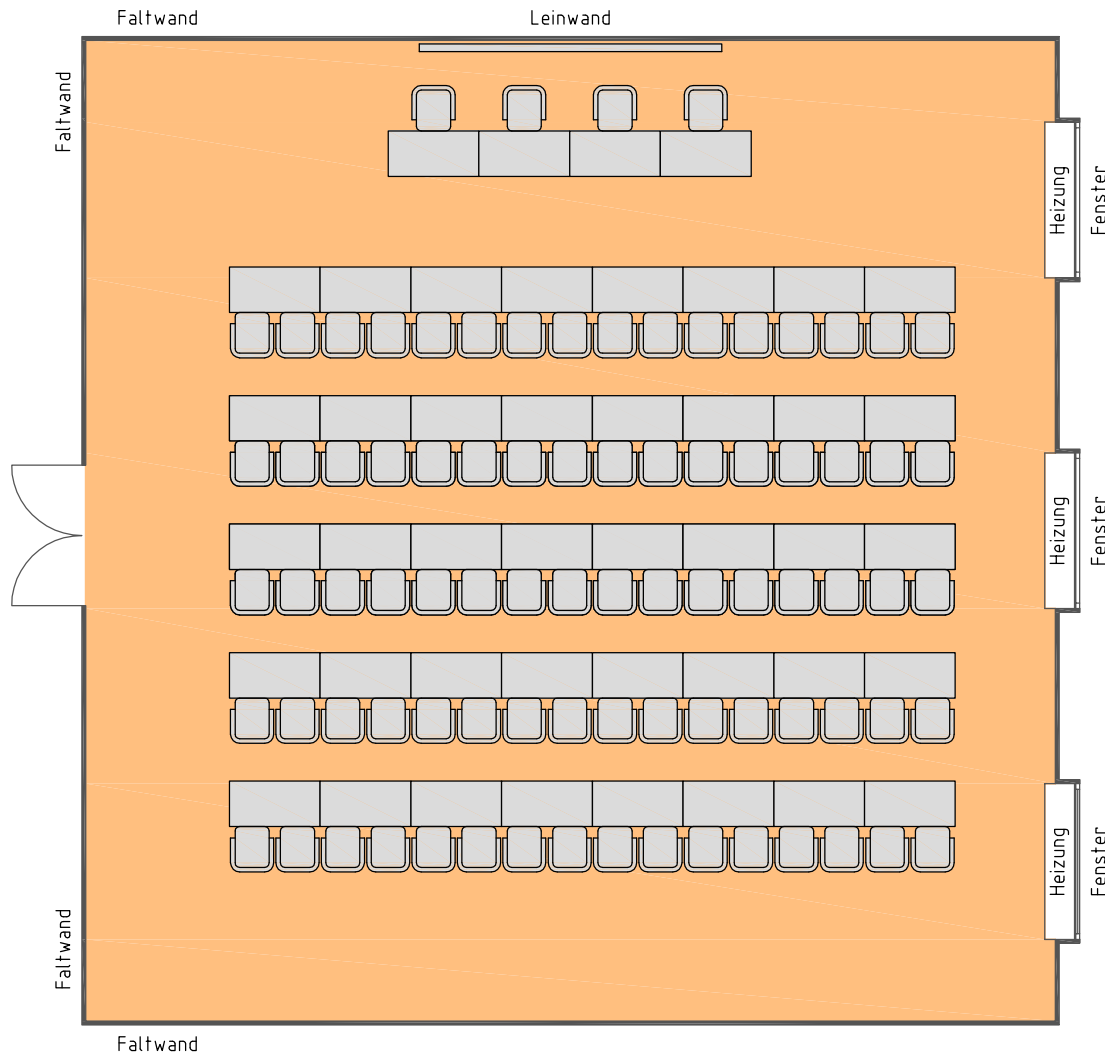 Faltwand
Leinwand
Faltwand
Heizung
Fenster
Heizung
Fenster
Heizung
Fenster
Faltwand
Faltwand